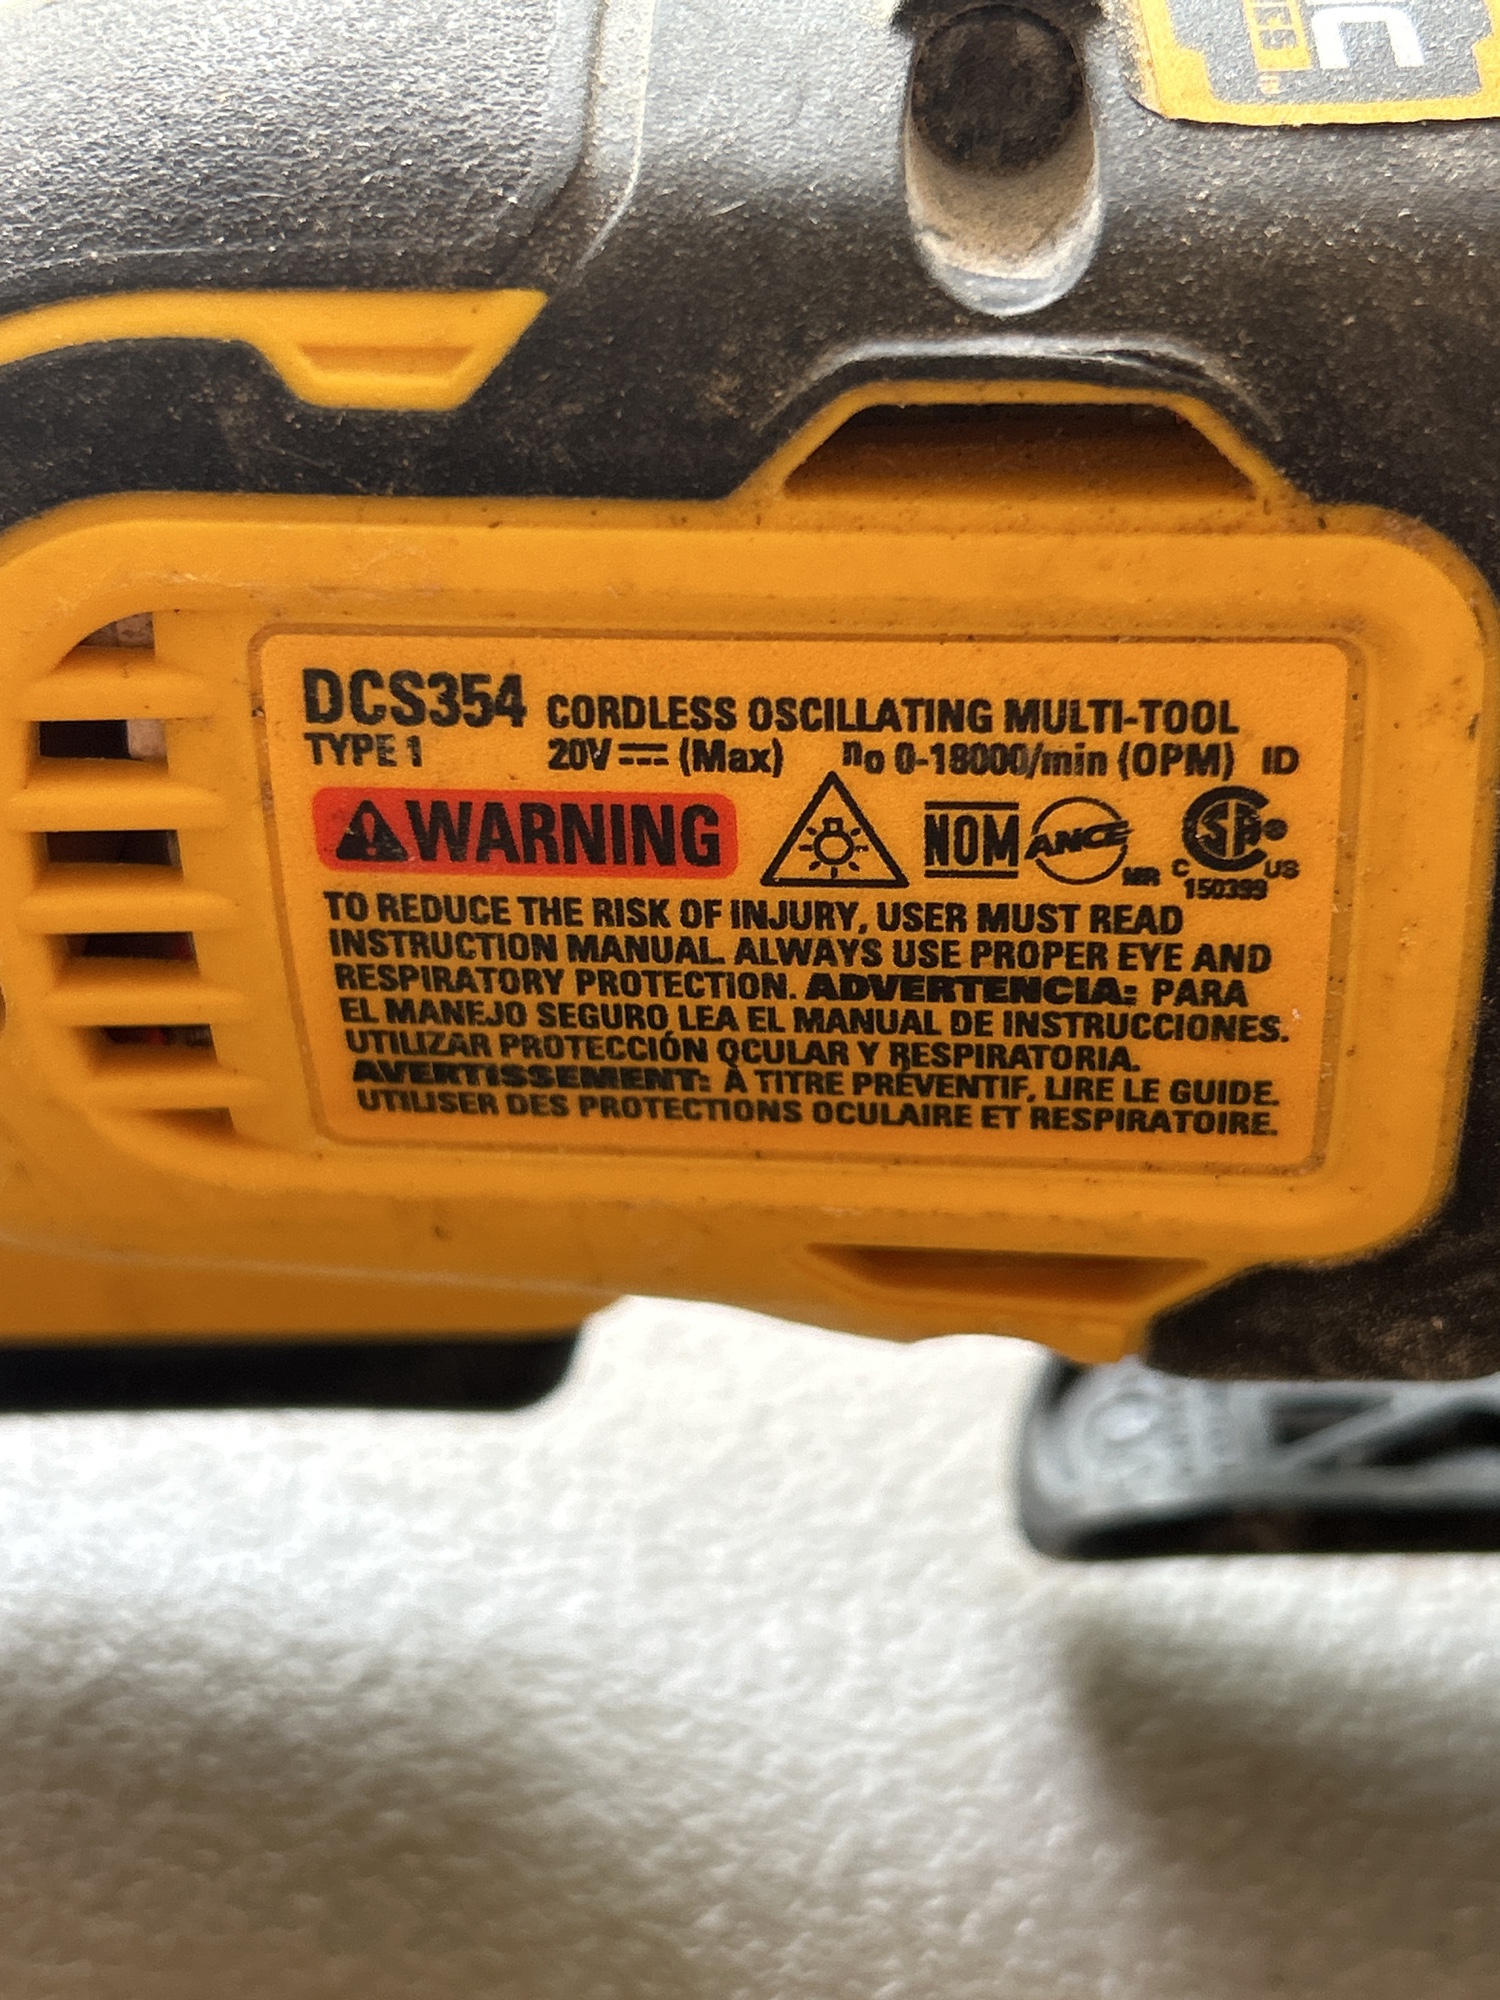 DCS354 CORDLESS OSCILLATING MULTI-TOOL
TYPE 1 20V ⎓ (Max) no 0-18000/min (OPM) ID
⚠WARNING NOM ANCE MR CSA® C US
150399
TO REDUCE THE RISK OF INJURY, USER MUST READ
INSTRUCTION MANUAL. ALWAYS USE PROPER EYE AND
RESPIRATORY PROTECTION. ADVERTENCIA: PARA
EL MANEJO SEGURO, LEA EL MANUAL DE INSTRUCCIONES.
UTILIZAR PROTECCIÓN OCULAR Y RESPIRATORIA.
AVERTISSEMENT: À TITRE PRÉVENTIF, LIRE LE GUIDE.
UTILISER DES PROTECTIONS OCULAIRE ET RESPIRATOIRE.